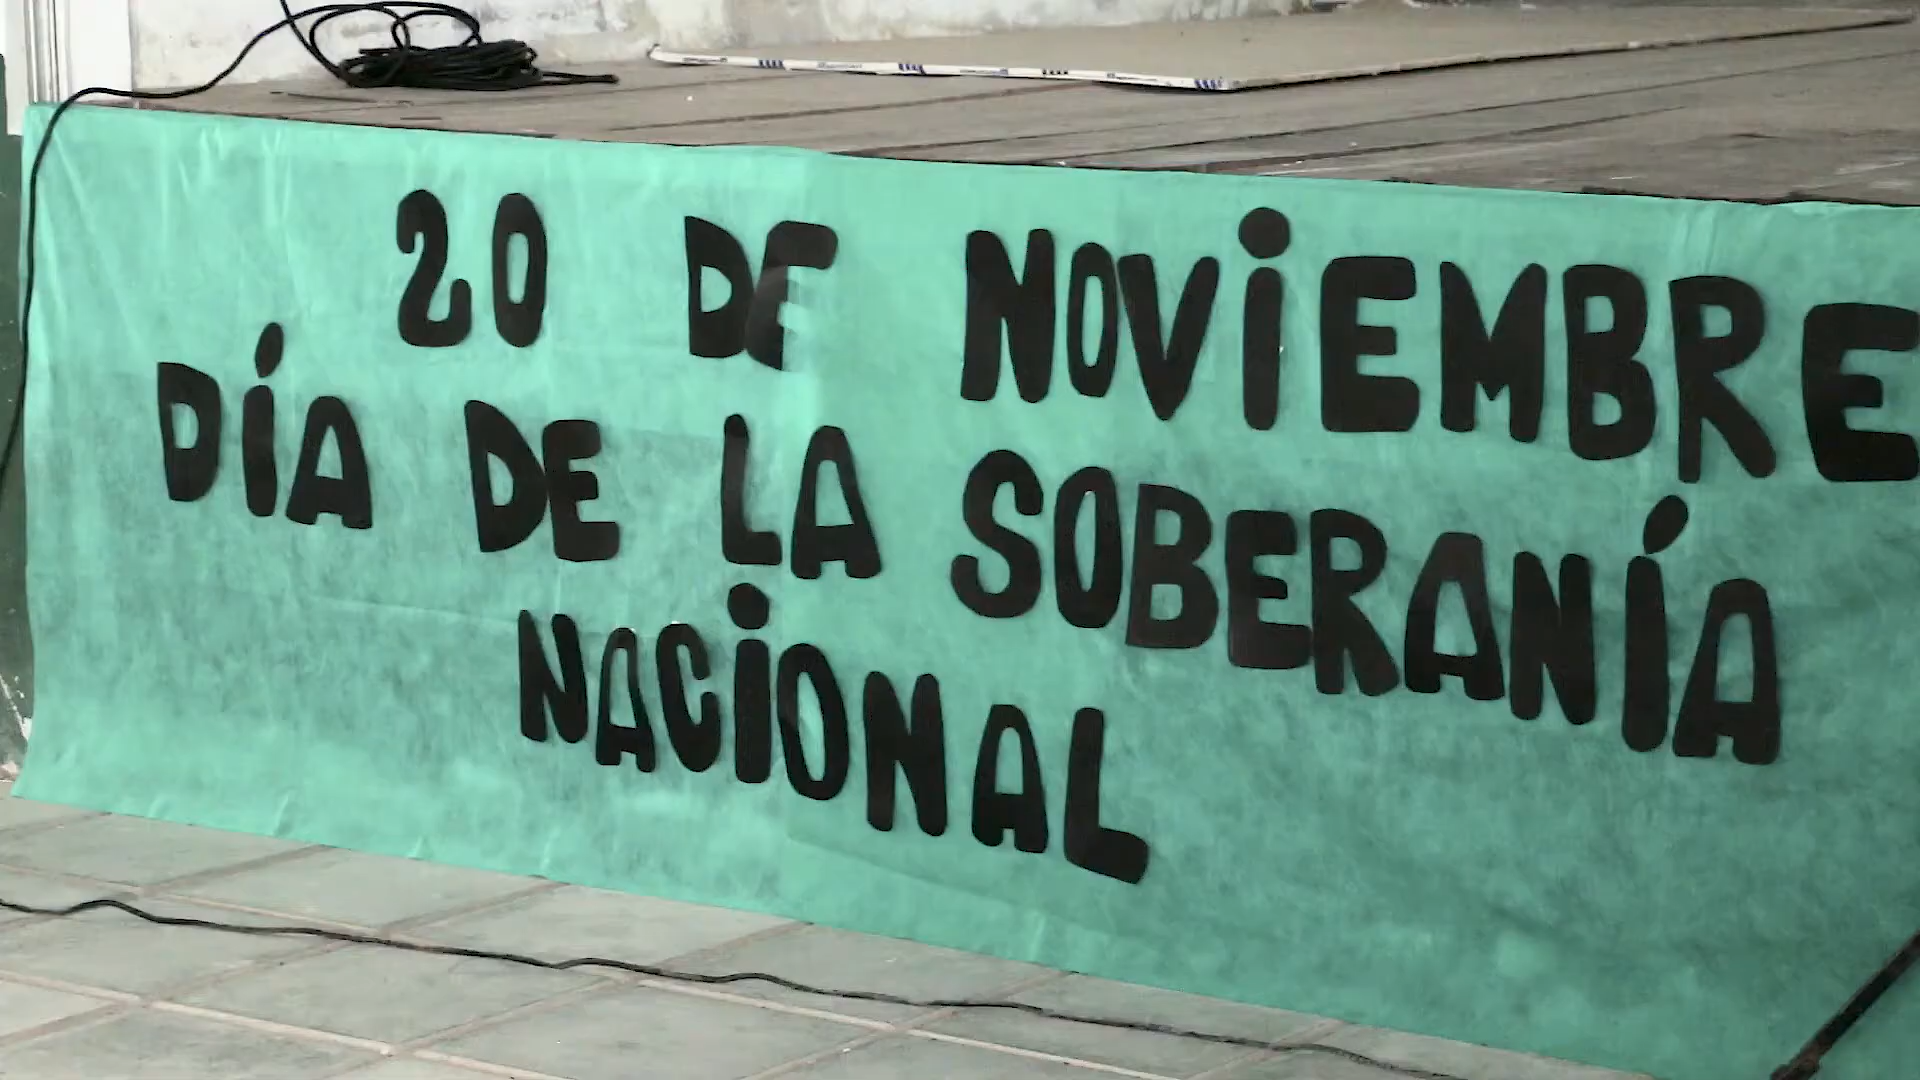 20 DE NOVIEMBRE
DÍA DE LA SOBERANÍA
NACIONAL